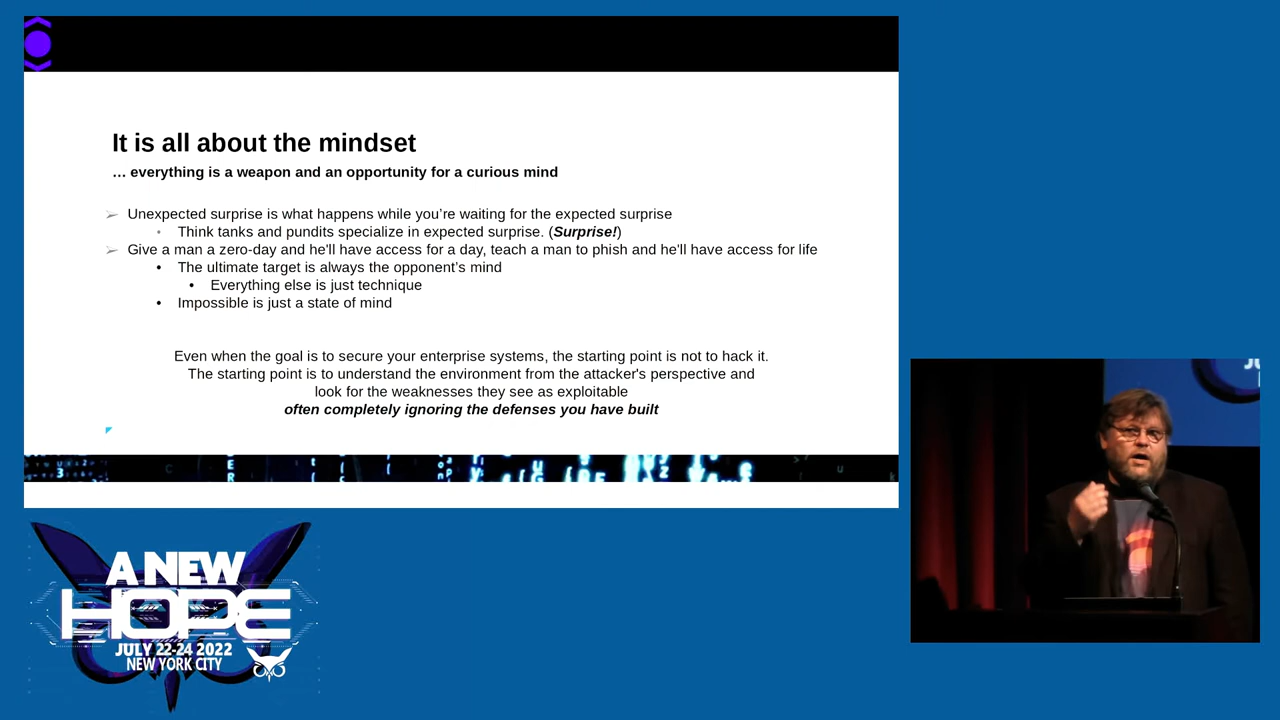 It is all about the mindset
… everything is a weapon and an opportunity for a curious mind
Unexpected surprise is what happens while you're waiting for the expected surprise
Think tanks and pundits specialize in expected surprise. (Surprise!)
Give a man a zero-day and he'll have access for a day, teach a man to phish and he'll have access for life
The ultimate target is always the opponent's mind
Everything else is just technique
Impossible is just a state of mind
Even when the goal is to secure your enterprise systems, the starting point is not to hack it.
The starting point is to understand the environment from the attacker's perspective and
look for the weaknesses they see as exploitable
often completely ignoring the defenses you have built
A NEW
HOPE
JULY 22-24 2022
NEW YORK CITY